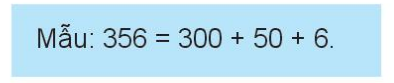 Mẫu: 356 = 300 + 50 + 6.